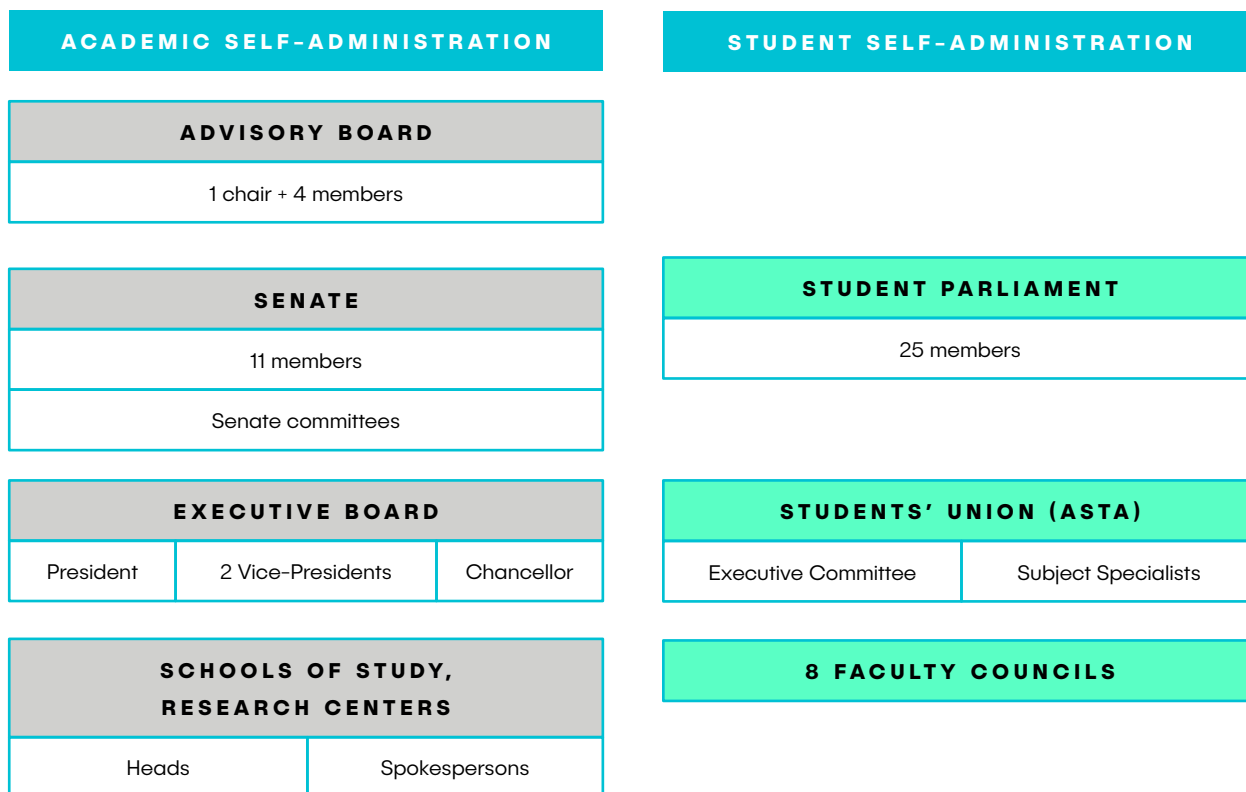 ACADEMIC SELF-ADMINISTRATION
ADVISORY BOARD
1 chair + 4 members
SENATE
11 members
Senate committees
EXECUTIVE BOARD
President
2 Vice-Presidents
Chancellor
SCHOOLS OF STUDY,
RESEARCH CENTERS
Heads
Spokespersons
STUDENT SELF-ADMINISTRATION
STUDENT PARLIAMENT
25 members
STUDENTS’ UNION (ASTA)
Executive Committee
Subject Specialists
8 FACULTY COUNCILS